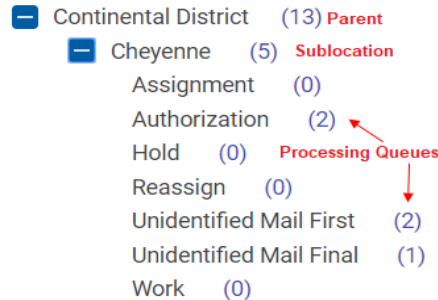 Continental District (13) Parent
Cheyenne (5) Sublocation
Assignment (0)
Authorization (2)
Hold (0) Processing Queues
Reassign (0)
Unidentified Mail First (2)
Unidentified Mail Final (1)
Work (0)